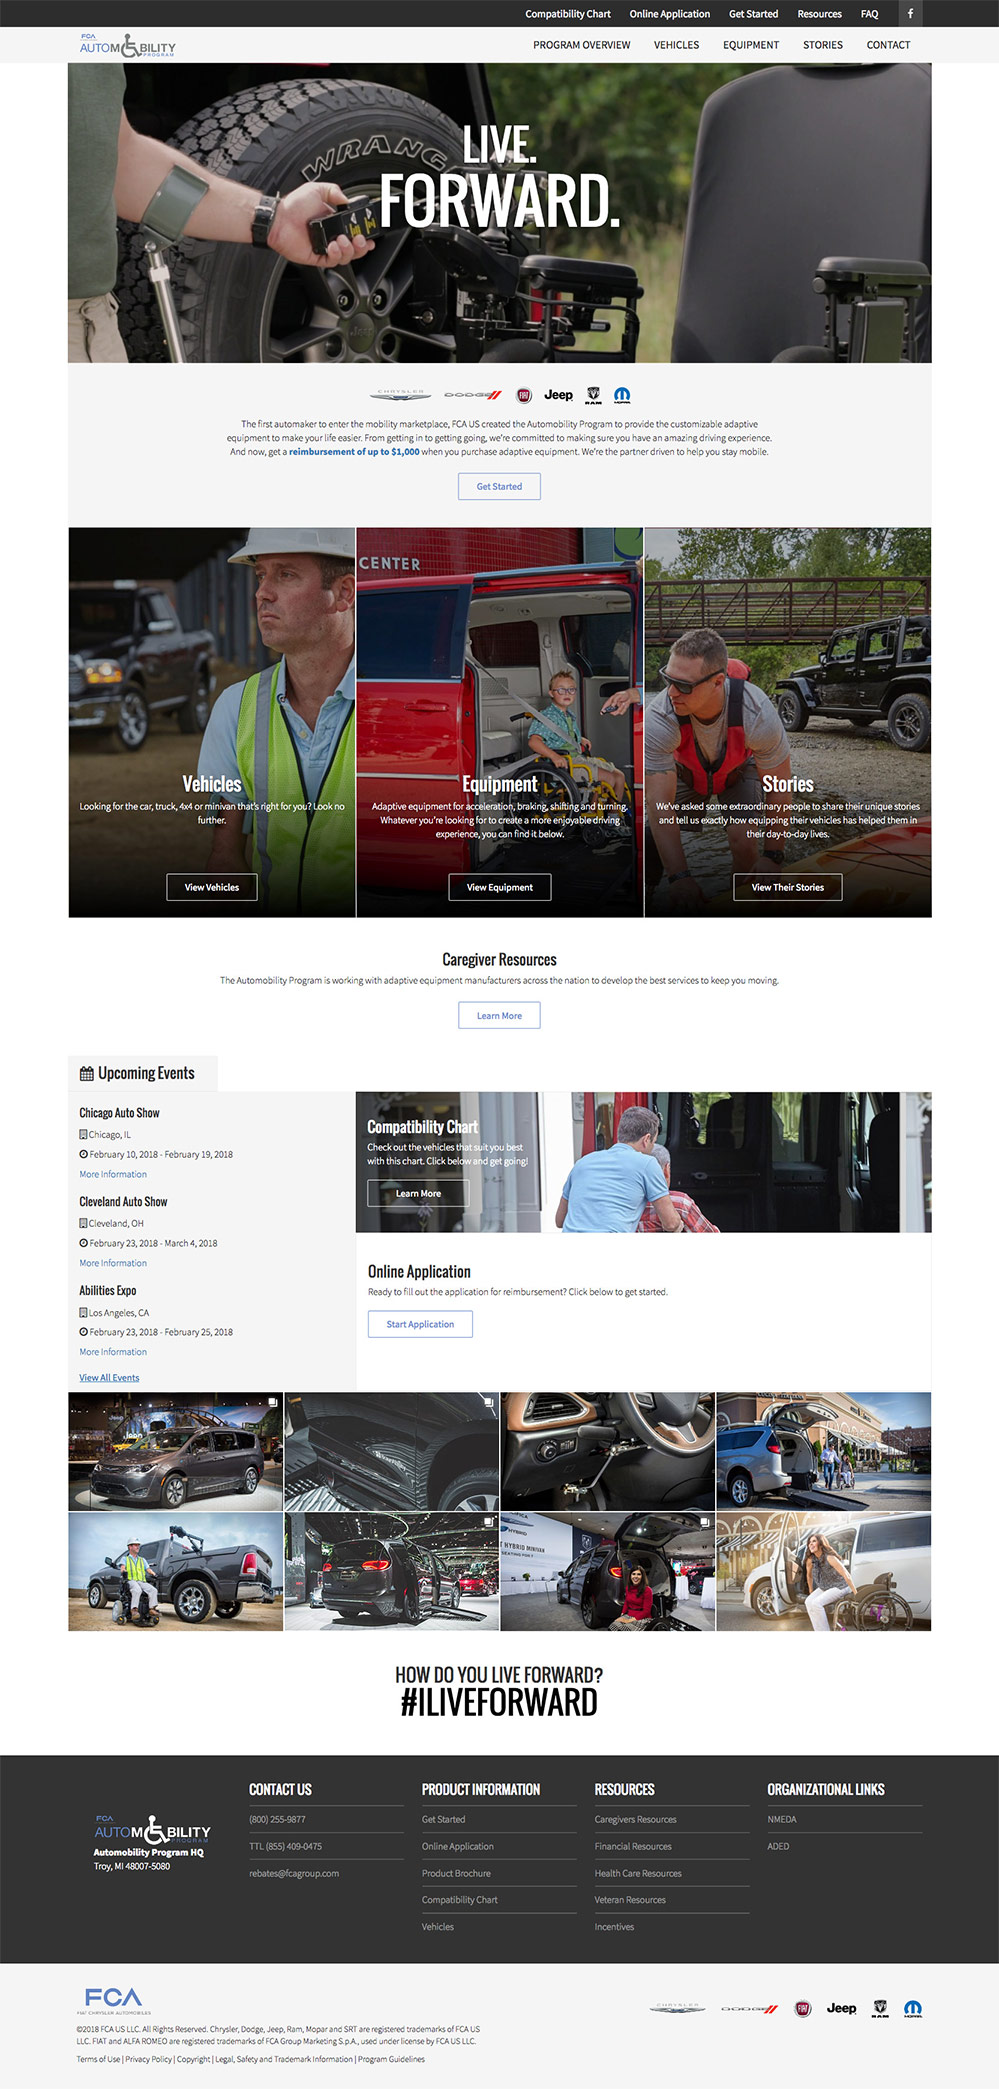 Compatibility Chart Online Application Get Started Resources FAQ
FCA
AUTOMOBILITY
PROGRAM
PROGRAM OVERVIEW VEHICLES EQUIPMENT STORIES CONTACT
WRANG
Jeep
LIVE.
FORWARD.
CHRYSLER DODGE FIAT Jeep RAM MOPAR
The first automaker to enter the mobility marketplace, FCA US created the Automobility Program to provide the customizable adaptive
equipment to make your life easier. From getting in to getting going, we're committed to making sure you have an amazing driving experience.
And now, get a reimbursement of up to $1,000 when you purchase adaptive equipment. We're the partner driven to help you stay mobile.
Get Started
CENTER
Vehicles
Looking for the car, truck, 4x4 or minivan that's right for you? Look no
further.
View Vehicles
Equipment
Adaptive equipment for acceleration, braking, shifting and turning.
Whatever you're looking for to create a more enjoyable driving
experience, you can find it below.
View Equipment
Stories
We've asked some extraordinary people to share their unique stories
and tell us exactly how equipping their vehicles has helped them in
their day-to-day lives.
View Their Stories
Caregiver Resources
The Automobility Program is working with adaptive equipment manufacturers across the nation to develop the best services to keep you moving.
Learn More
Upcoming Events
Chicago Auto Show
Chicago, IL
February 10, 2018 - February 19, 2018
More Information
Cleveland Auto Show
Cleveland, OH
February 23, 2018 - March 4, 2018
More Information
Abilities Expo
Los Angeles, CA
February 23, 2018 - February 25, 2018
More Information
View All Events
Compatibility Chart
Check out the vehicles that suit you best
with this chart. Click below and get going!
Learn More
Online Application
Ready to fill out the application for reimbursement? Click below to get started.
Start Application
HYBRID
T HYBRID MINIVAN
HOW DO YOU LIVE FORWARD?
#ILIVEFORWARD
FCA
AUTOMOBILITY
PROGRAM
Automobility Program HQ
Troy, MI 48007-5080
CONTACT US
(800) 255-9877
TTL (855) 409-0475
rebates@fcagroup.com
PRODUCT INFORMATION
Get Started
Online Application
Product Brochure
Compatibility Chart
Vehicles
RESOURCES
Caregivers Resources
Financial Resources
Health Care Resources
Veteran Resources
Incentives
ORGANIZATIONAL LINKS
NMEDA
ADED
FCA
FIAT CHRYSLER AUTOMOBILES
CHRYSLER DODGE FIAT Jeep RAM MOPAR
©2018 FCA US LLC. All Rights Reserved. Chrysler, Dodge, Jeep, Ram, Mopar and SRT are registered trademarks of FCA US
LLC. FIAT and ALFA ROMEO are registered trademarks of FCA Group Marketing S.p.A., used under license by FCA US LLC.
Terms of Use | Privacy Policy | Copyright | Legal, Safety and Trademark Information | Program Guidelines